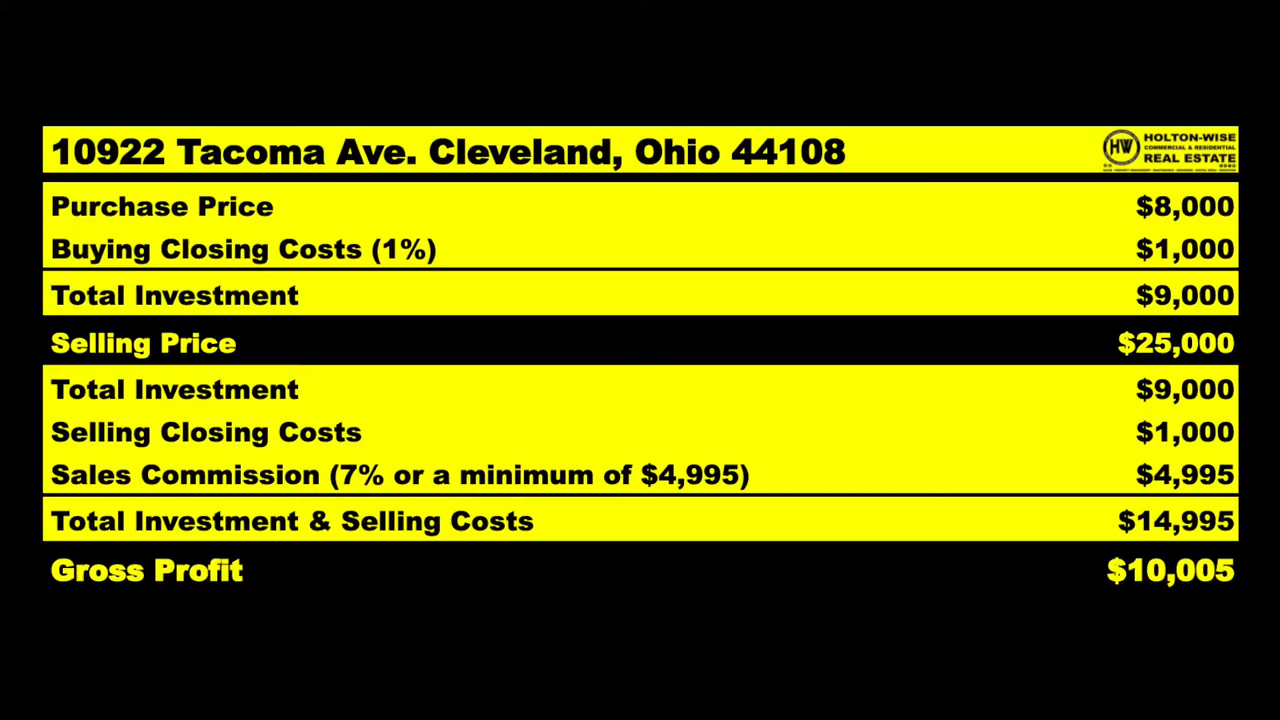 10922 Tacoma Ave. Cleveland, Ohio 44108
HW
HOLTON-WISE
COMMERCIAL & RESIDENTIAL
REAL ESTATE
Purchase Price $8,000
Buying Closing Costs (1%) $1,000
Total Investment $9,000
Selling Price $25,000
Total Investment $9,000
Selling Closing Costs $1,000
Sales Commission (7% or a minimum of $4,995) $4,995
Total Investment & Selling Costs $14,995
Gross Profit $10,005